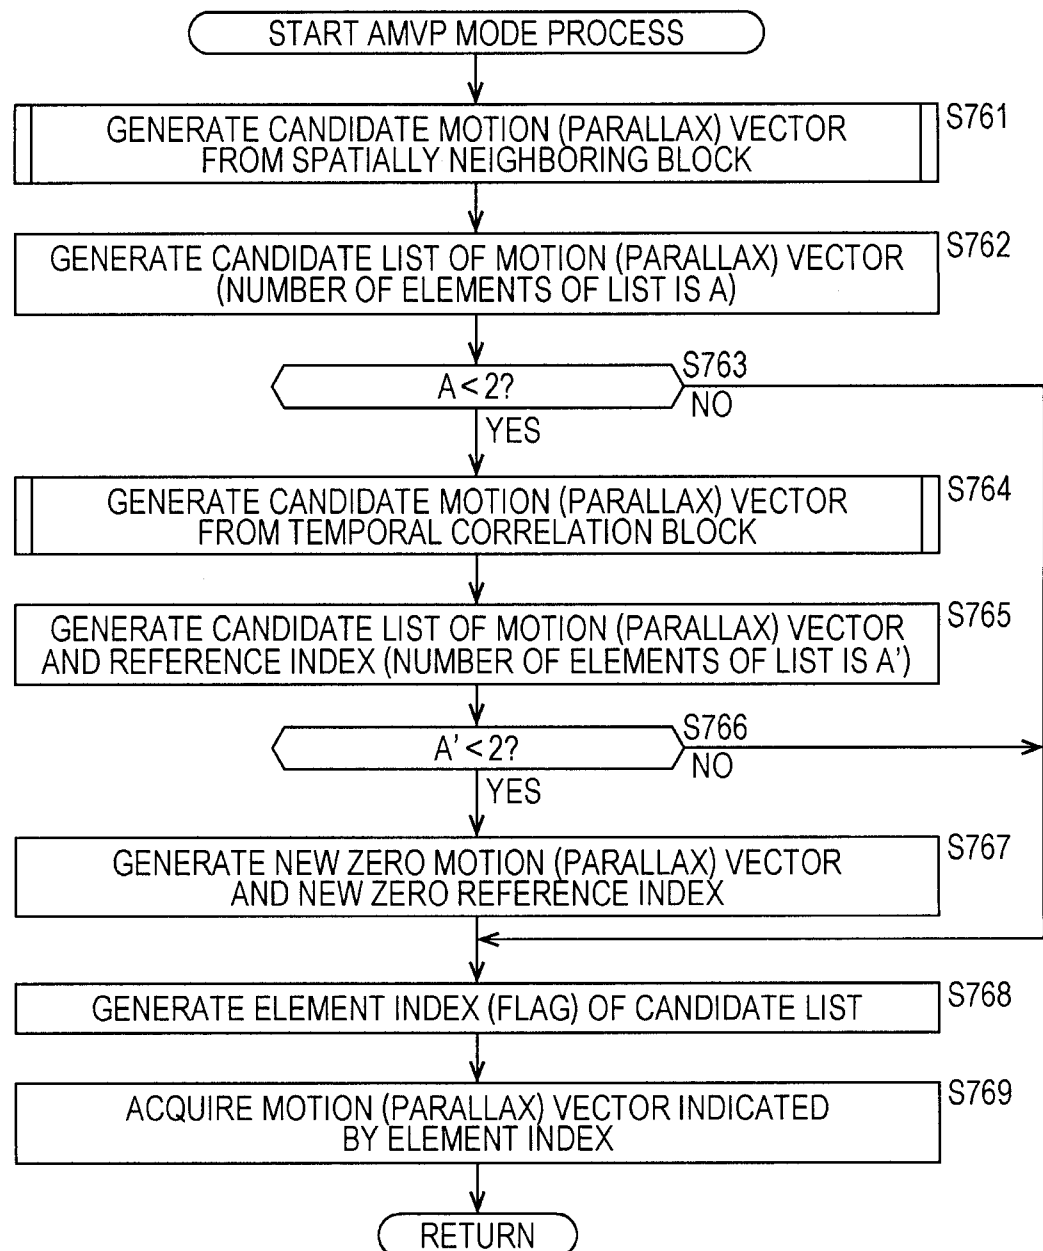 START AMVP MODE PROCESS
S761
GENERATE CANDIDATE MOTION (PARALLAX) VECTOR
FROM SPATIALLY NEIGHBORING BLOCK
S762
GENERATE CANDIDATE LIST OF MOTION (PARALLAX) VECTOR
(NUMBER OF ELEMENTS OF LIST IS A)
S763
A < 2?
NO
YES
S764
GENERATE CANDIDATE MOTION (PARALLAX) VECTOR
FROM TEMPORAL CORRELATION BLOCK
S765
GENERATE CANDIDATE LIST OF MOTION (PARALLAX) VECTOR
AND REFERENCE INDEX (NUMBER OF ELEMENTS OF LIST IS A')
S766
A' < 2?
NO
YES
S767
GENERATE NEW ZERO MOTION (PARALLAX) VECTOR
AND NEW ZERO REFERENCE INDEX
S768
GENERATE ELEMENT INDEX (FLAG) OF CANDIDATE LIST
S769
ACQUIRE MOTION (PARALLAX) VECTOR INDICATED
BY ELEMENT INDEX
RETURN